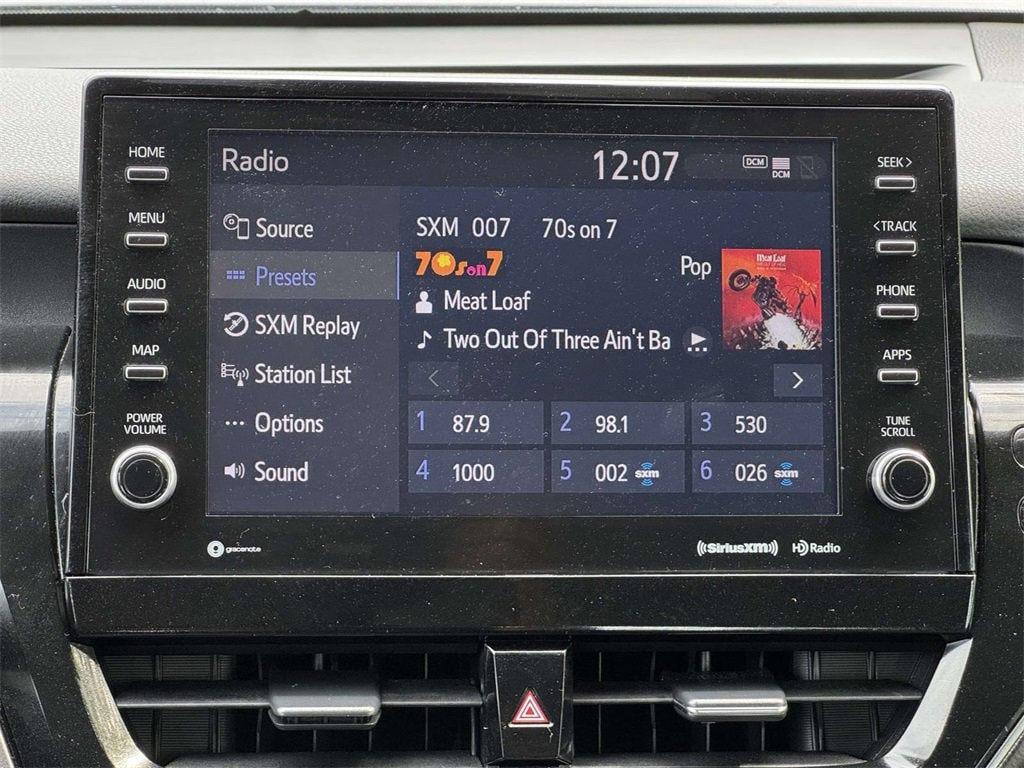 Radio 12:07 DCM DCM
HOME
MENU
AUDIO
MAP
POWER
VOLUME
Source
Presets
SXM Replay
Station List
Options
Sound
SXM 007 70s on 7
70s on 7
Pop
Meat Loaf
Meat Loaf
Two Out Of Three Ain't Ba
< >
1 87.9 2 98.1 3 530
4 1000 5 002 sxm 6 026 sxm
SEEK>
<TRACK
PHONE
APPS
TUNE
SCROLL
gracenote
((SiriusXM)) HD Radio